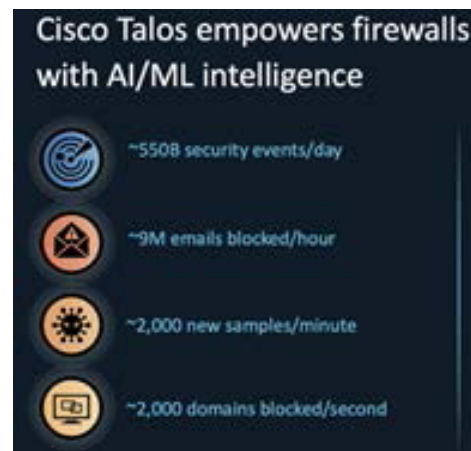 Cisco Talos empowers firewalls
with AI/ML intelligence
~550B security events/day
~9M emails blocked/hour
~2,000 new samples/minute
~2,000 domains blocked/second